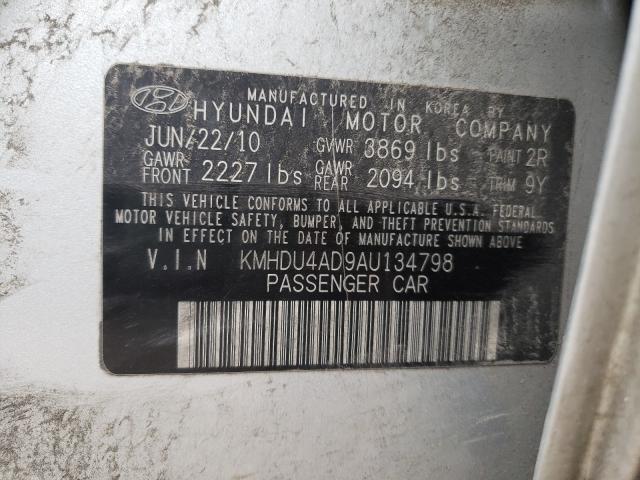 MANUFACTURED IN KOREA BY
HYUNDAI MOTOR COMPANY
JUN/22/10 GVWR 3869 lbs PAINT 2R
GAWR FRONT 2227 lbs GAWR REAR 2094 lbs TRIM 9Y
THIS VEHICLE CONFORMS TO ALL APPLICABLE U.S.A. FEDERAL
MOTOR VEHICLE SAFETY, BUMPER, AND THEFT PREVENTION STANDARDS
IN EFFECT ON THE DATE OF MANUFACTURE SHOWN ABOVE.
V.I.N KMHDU4AD9AU134798
PASSENGER CAR